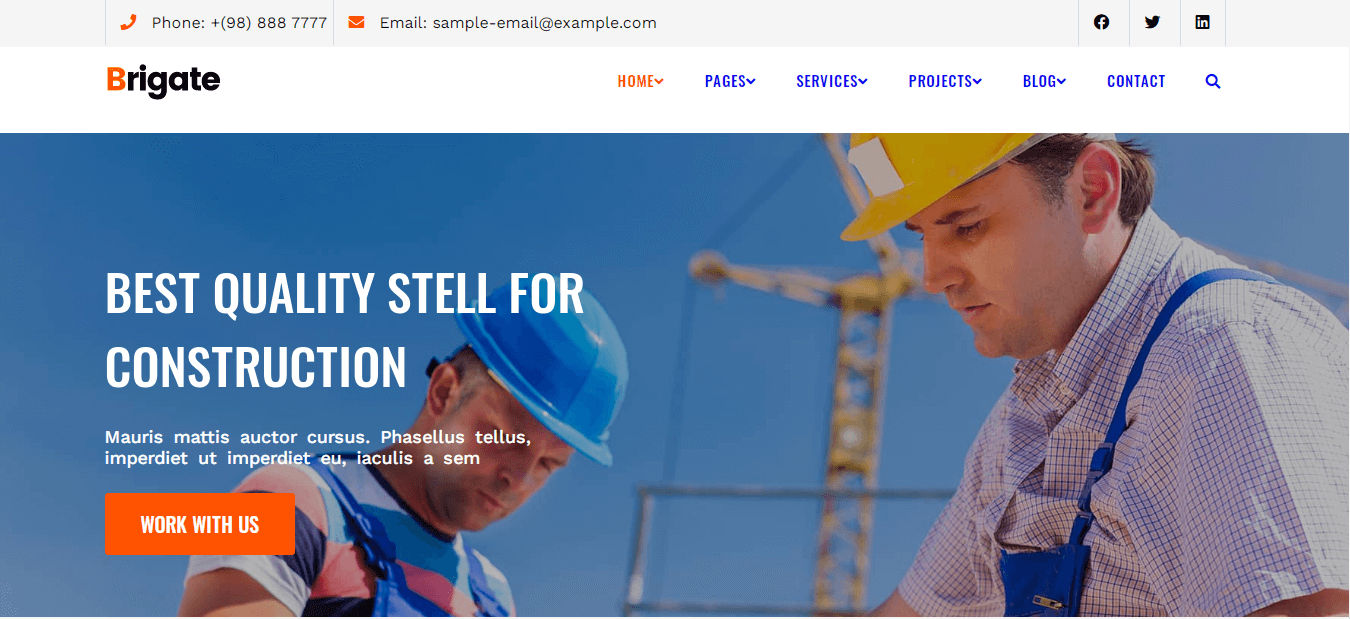 Phone: +(98) 888 7777 Email: sample-email@example.com
Brigate HOME PAGES SERVICES PROJECTS BLOG CONTACT
BEST QUALITY STELL FOR
CONSTRUCTION
Mauris mattis auctor cursus. Phasellus tellus,
imperdiet ut imperdiet eu, iaculis a sem
WORK WITH US